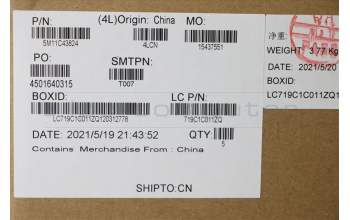 P/N:
5M11C43824
(4L)Origin: China
4LCN
MO:
15437551
PO:
4501640315
SMTPN:
T007
BOXID:
LC719C1C011ZQ120312778
LC P/N:
719C1C011ZQ
DATE: 2021/5/19 21:43:52
QTY:
5
Contains Merchandise From : China
SHIPTO:CN
净重:
WEIGHT: 3.77 Kg
DATE: 2021/5/20
BOXID:
LC719C1C011ZQ1